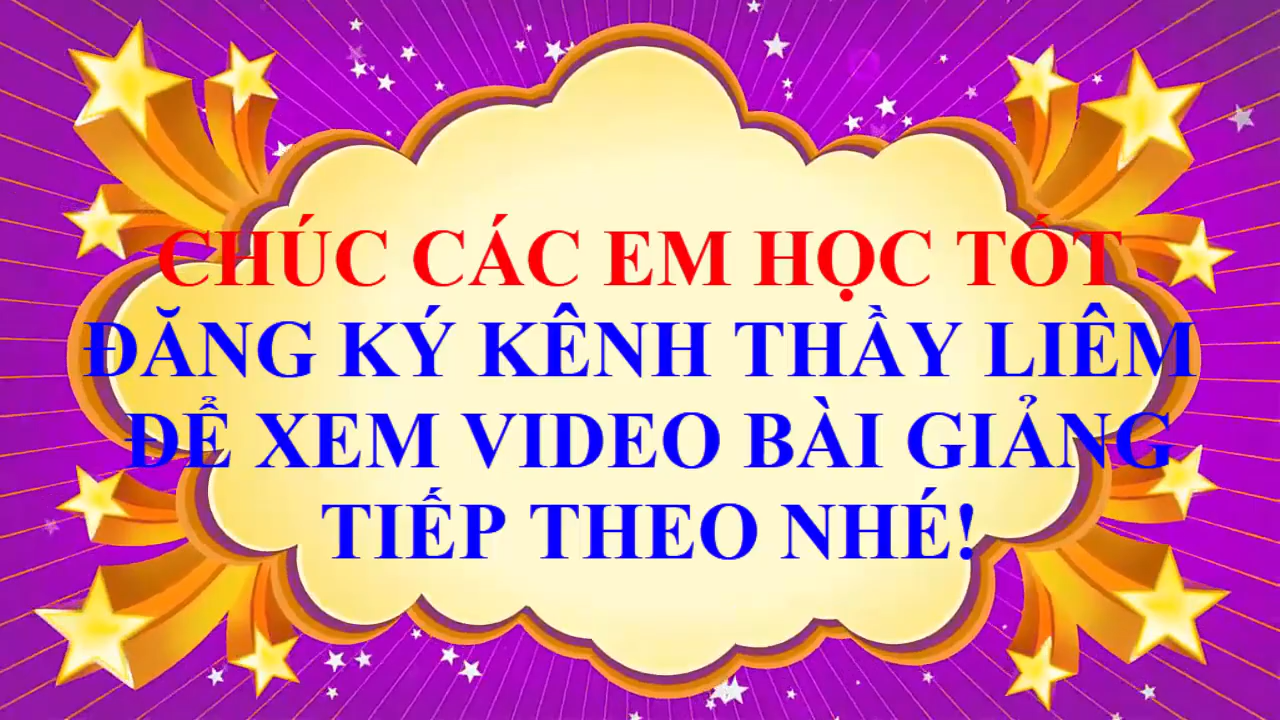 CHÚC CÁC EM HỌC TỐT
ĐĂNG KÝ KÊNH THẦY LIÊM
ĐỂ XEM VIDEO BÀI GIẢNG
TIẾP THEO NHÉ!